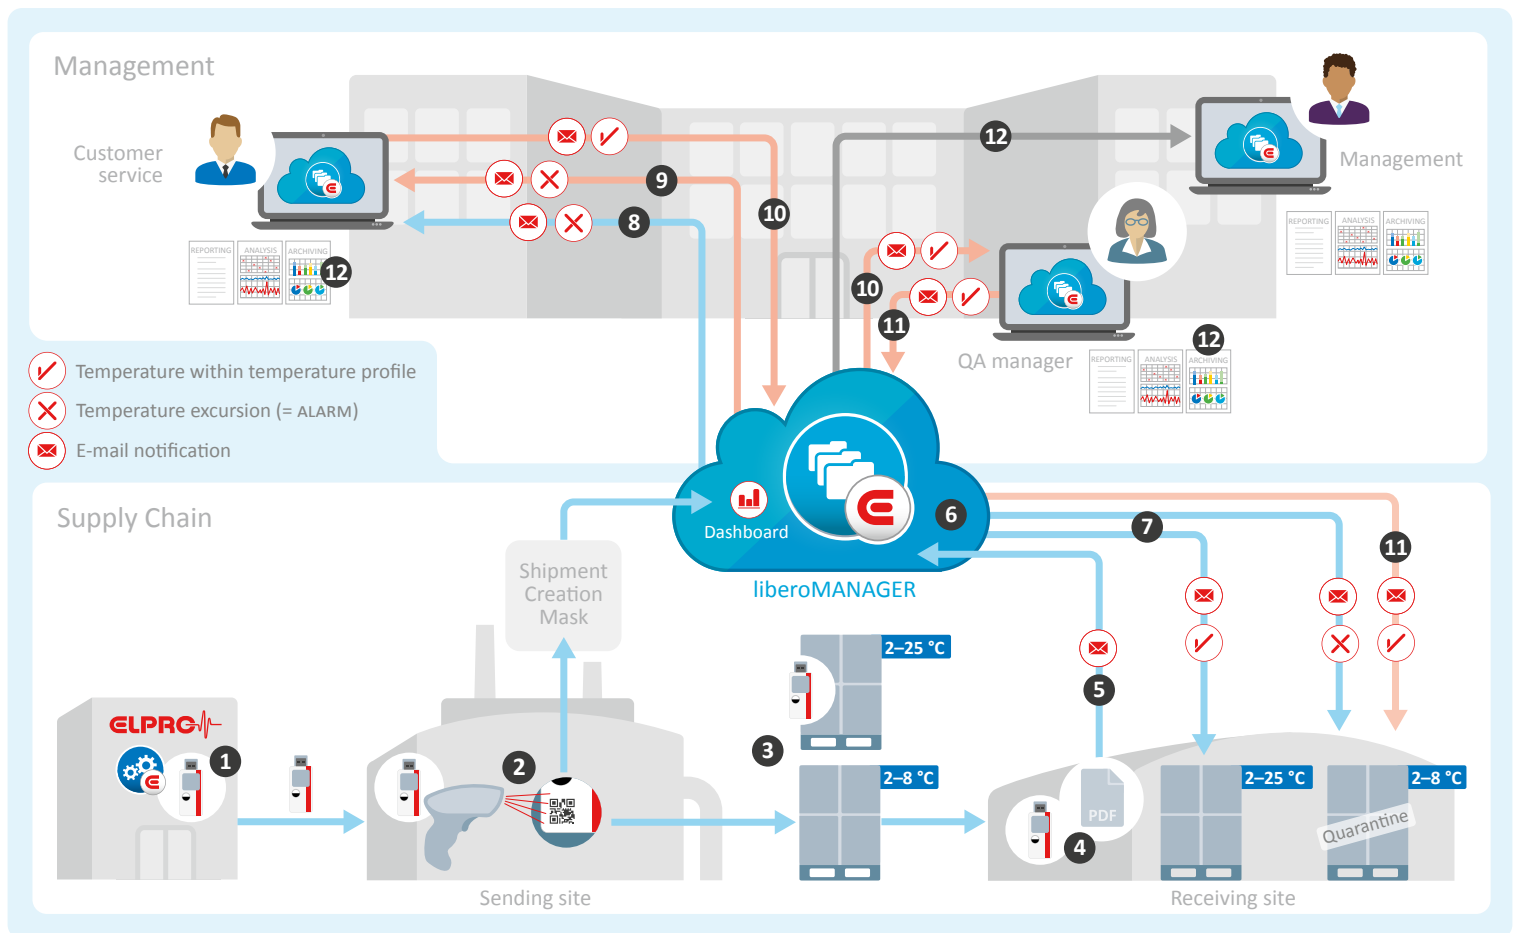 Management
Customer
service
REPORTING
ANALYSIS
ARCHIVING
12
9
8
10
12
Management
REPORTING
ANALYSIS
ARCHIVING
10
11
QA manager
12
REPORTING
ANALYSIS
ARCHIVING
Temperature within temperature profile
Temperature excursion (= ALARM)
E-mail notification
Supply Chain
Dashboard
6
liberoMANAGER
7
11
Shipment
Creation
Mask
5
2–25 °C
ELPRO
1
2
3
2–8 °C
4
PDF
2–25 °C
2–8 °C
Quarantine
Sending site
Receiving site